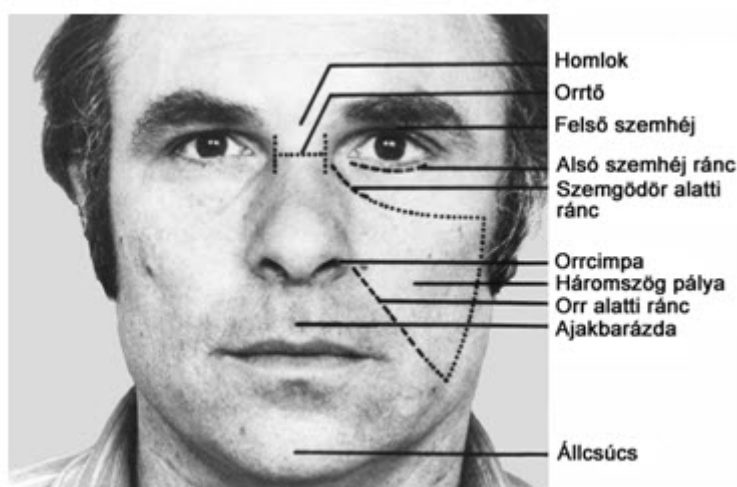 Homlok
Orrtő
Felső szemhéj
Alsó szemhéj ránc
Szemgödör alatti
ránc
Orrcimpa
Háromszög pálya
Orr alatti ránc
Ajakbarázda
Állcsúcs